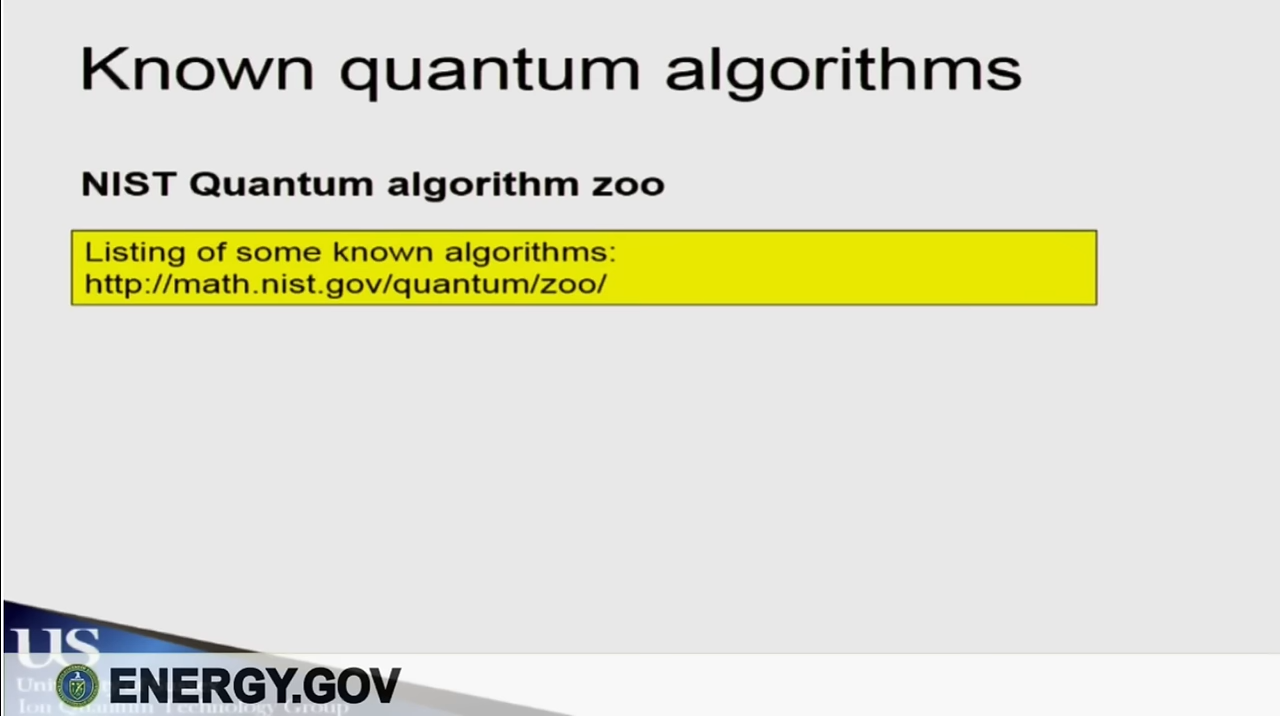 Known quantum algorithms
NIST Quantum algorithm zoo
Listing of some known algorithms:
http://math.nist.gov/quantum/zoo/
US
ENERGY.GOV
Ion Quantum Technology Group